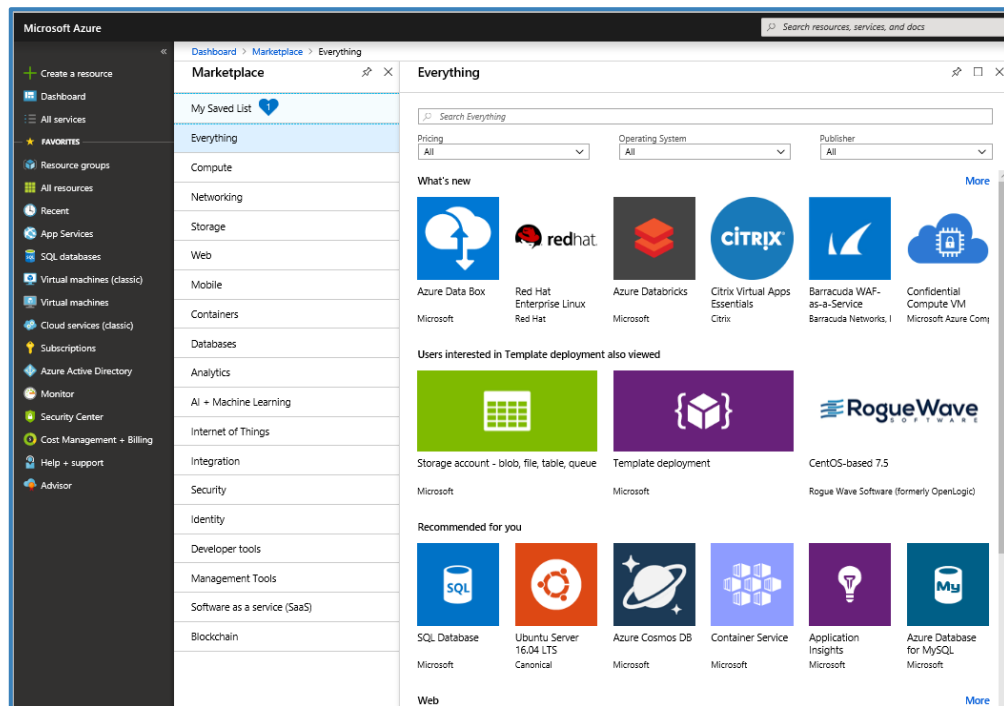 Microsoft Azure
Search resources, services, and docs
«
Create a resource
Dashboard
All services
FAVORITES
Resource groups
All resources
Recent
App Services
SQL databases
Virtual machines (classic)
Virtual machines
Cloud services (classic)
Subscriptions
Azure Active Directory
Monitor
Security Center
Cost Management + Billing
Help + support
Advisor
Dashboard > Marketplace > Everything
Marketplace
My Saved List 1
Everything
Compute
Networking
Storage
Web
Mobile
Containers
Databases
Analytics
AI + Machine Learning
Internet of Things
Integration
Security
Identity
Developer tools
Management Tools
Software as a service (SaaS)
Blockchain
Everything
Search Everything
Pricing
All
Operating System
All
Publisher
All
What's new
More
redhat.
CİTRIX
Azure Data Box
Microsoft
Red Hat
Enterprise Linux
Red Hat
Azure Databricks
Microsoft
Citrix Virtual Apps
Essentials
Citrix
Barracuda WAF-
as-a-Service
Barracuda Networks, I
Confidential
Compute VM
Microsoft Azure Comp
Users interested in Template deployment also viewed
RogueWave
SOFTWARE
Storage account - blob, file, table, queue
Microsoft
Template deployment
Microsoft
CentOS-based 7.5
Rogue Wave Software (formerly OpenLogic)
Recommended for you
SQL
My
SQL Database
Microsoft
Ubuntu Server
16.04 LTS
Canonical
Azure Cosmos DB
Microsoft
Container Service
Microsoft
Application
Insights
Microsoft
Azure Database
for MySQL
Microsoft
Web
More